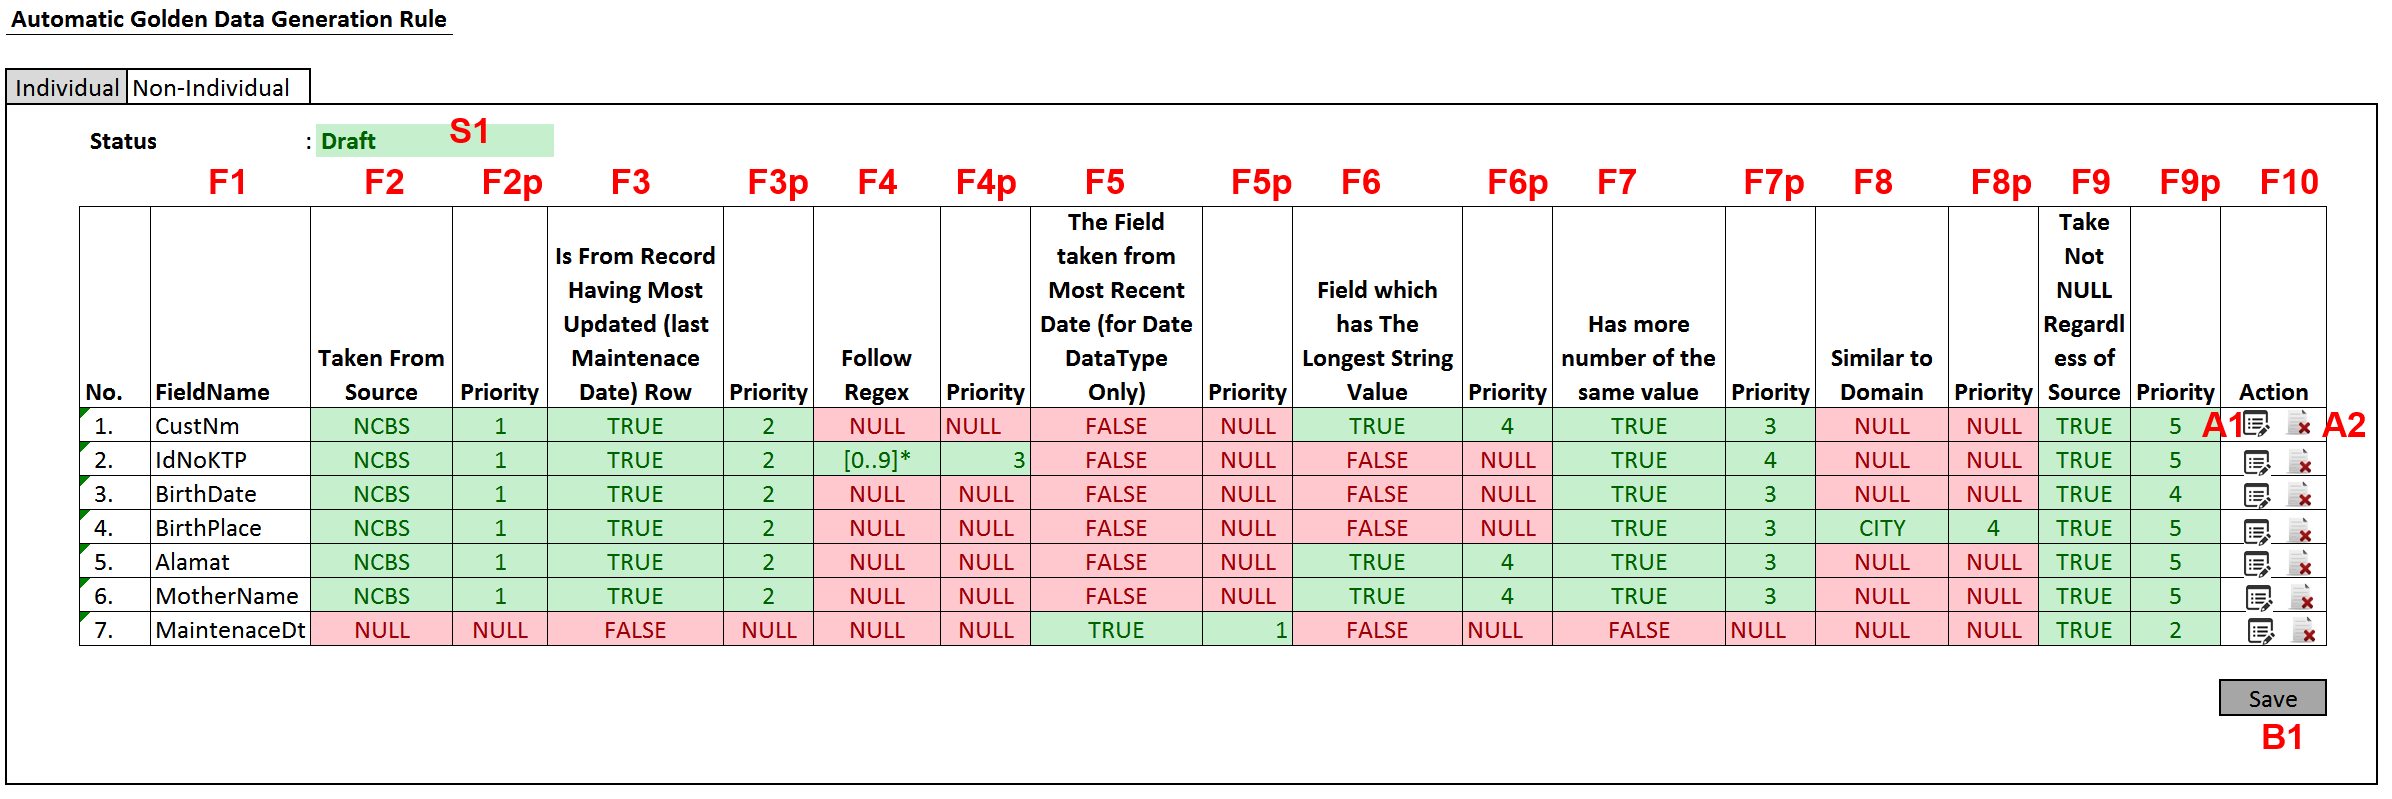 Automatic Golden Data Generation Rule
Individual Non-Individual
Status : Draft S1
F1 F2 F2p F3 F3p F4 F4p F5 F5p F6 F6p F7 F7p F8 F8p F9 F9p F10
No.
FieldName
Taken From
Source
Priority
Is From Record
Having Most
Updated (last
Maintenace
Date) Row
Priority
Follow
Regex
Priority
The Field
taken from
Most Recent
Date (for Date
DataType
Only)
Priority
Field which
has The
Longest String
Value
Priority
Has more
number of the
same value
Priority
Similar to
Domain
Priority
Take
Not
NULL
Regardl
ess of
Source
Priority
Action
1. CustNm NCBS 1 TRUE 2 NULL NULL FALSE NULL TRUE 4 TRUE 3 NULL NULL TRUE 5 A1 A2
2. IdNoKTP NCBS 1 TRUE 2 [0..9]* 3 FALSE NULL FALSE NULL TRUE 4 NULL NULL TRUE 5
3. BirthDate NCBS 1 TRUE 2 NULL NULL FALSE NULL FALSE NULL TRUE 3 NULL NULL TRUE 4
4. BirthPlace NCBS 1 TRUE 2 NULL NULL FALSE NULL FALSE NULL TRUE 3 CITY 4 TRUE 5
5. Alamat NCBS 1 TRUE 2 NULL NULL FALSE NULL TRUE 4 TRUE 3 NULL NULL TRUE 5
6. MotherName NCBS 1 TRUE 2 NULL NULL FALSE NULL TRUE 4 TRUE 3 NULL NULL TRUE 5
7. MaintenaceDt NULL NULL FALSE NULL NULL NULL TRUE 1 FALSE NULL FALSE NULL NULL NULL TRUE 2
Save
B1